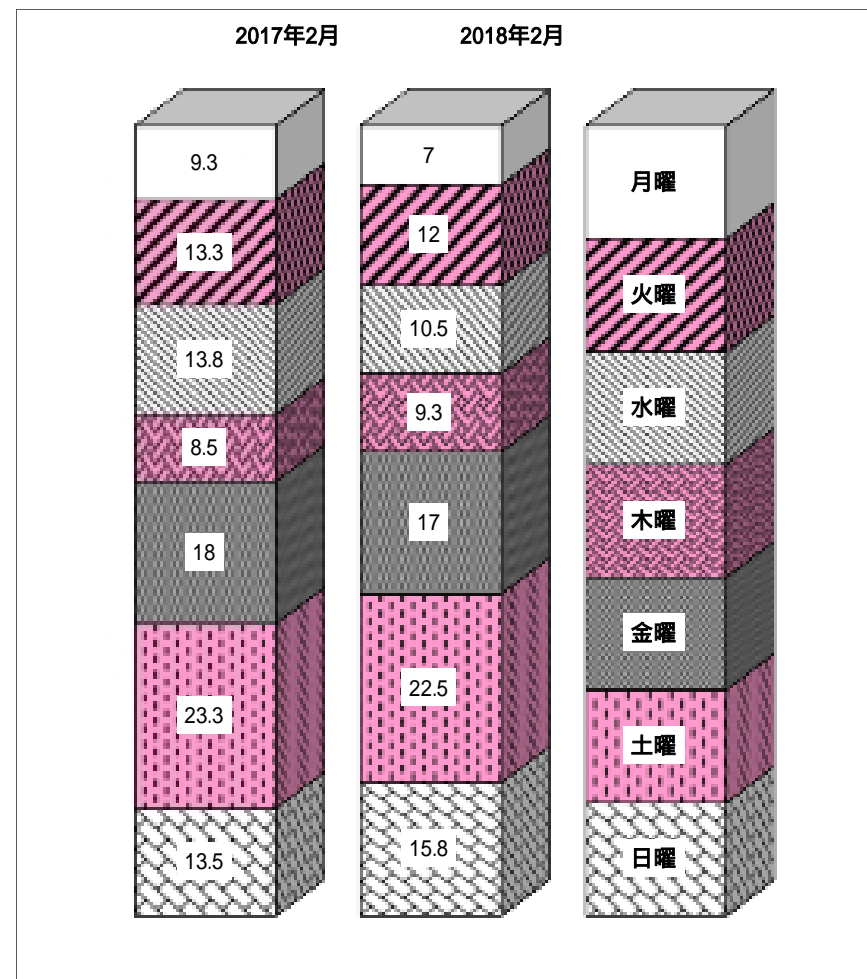 2017年2月 2018年2月
9.3 7 月曜
13.3 12 火曜
13.8 10.5 水曜
8.5 9.3 木曜
18 17 金曜
23.3 22.5 土曜
13.5 15.8 日曜